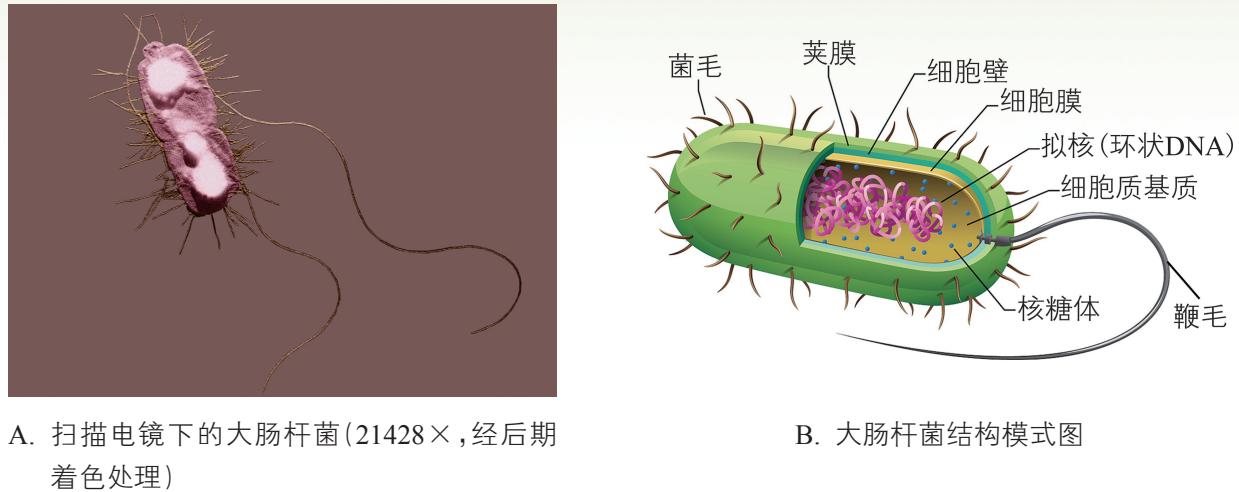 菌毛
荚膜
细胞壁
细胞膜
拟核(环状DNA)
细胞质基质
核糖体
鞭毛
A. 扫描电镜下的大肠杆菌(21428×,经后期
着色处理)
B. 大肠杆菌结构模式图